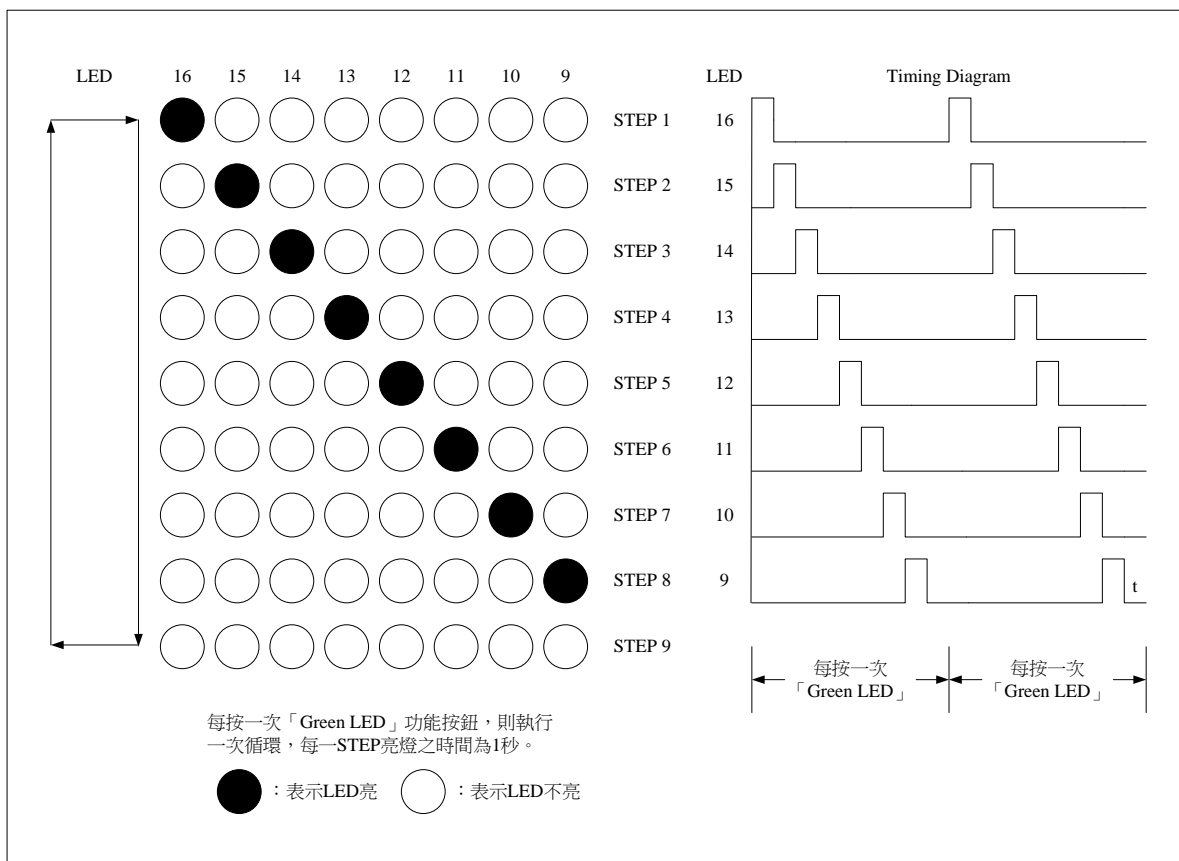 LED 16 15 14 13 12 11 10 9 LED Timing Diagram
STEP 1 16
STEP 2 15
STEP 3 14
STEP 4 13
STEP 5 12
STEP 6 11
STEP 7 10
STEP 8 9 t
STEP 9
每按一次 每按一次
「Green LED」 「Green LED」
每按一次「Green LED」功能按鈕，則執行
一次循環，每一STEP亮燈之時間為1秒。
：表示LED亮 ：表示LED不亮